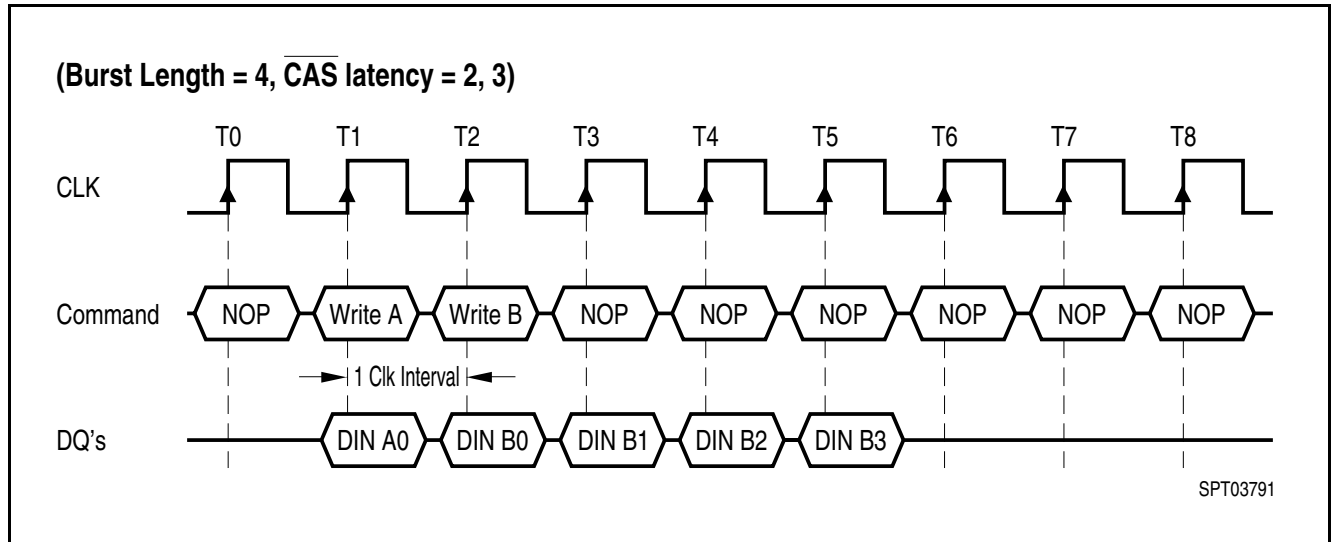 (Burst Length = 4, CAS latency = 2, 3)
T0 T1 T2 T3 T4 T5 T6 T7 T8
CLK
Command NOP Write A Write B NOP NOP NOP NOP NOP NOP
1 Clk Interval
DQ's DIN A0 DIN B0 DIN B1 DIN B2 DIN B3
SPT03791